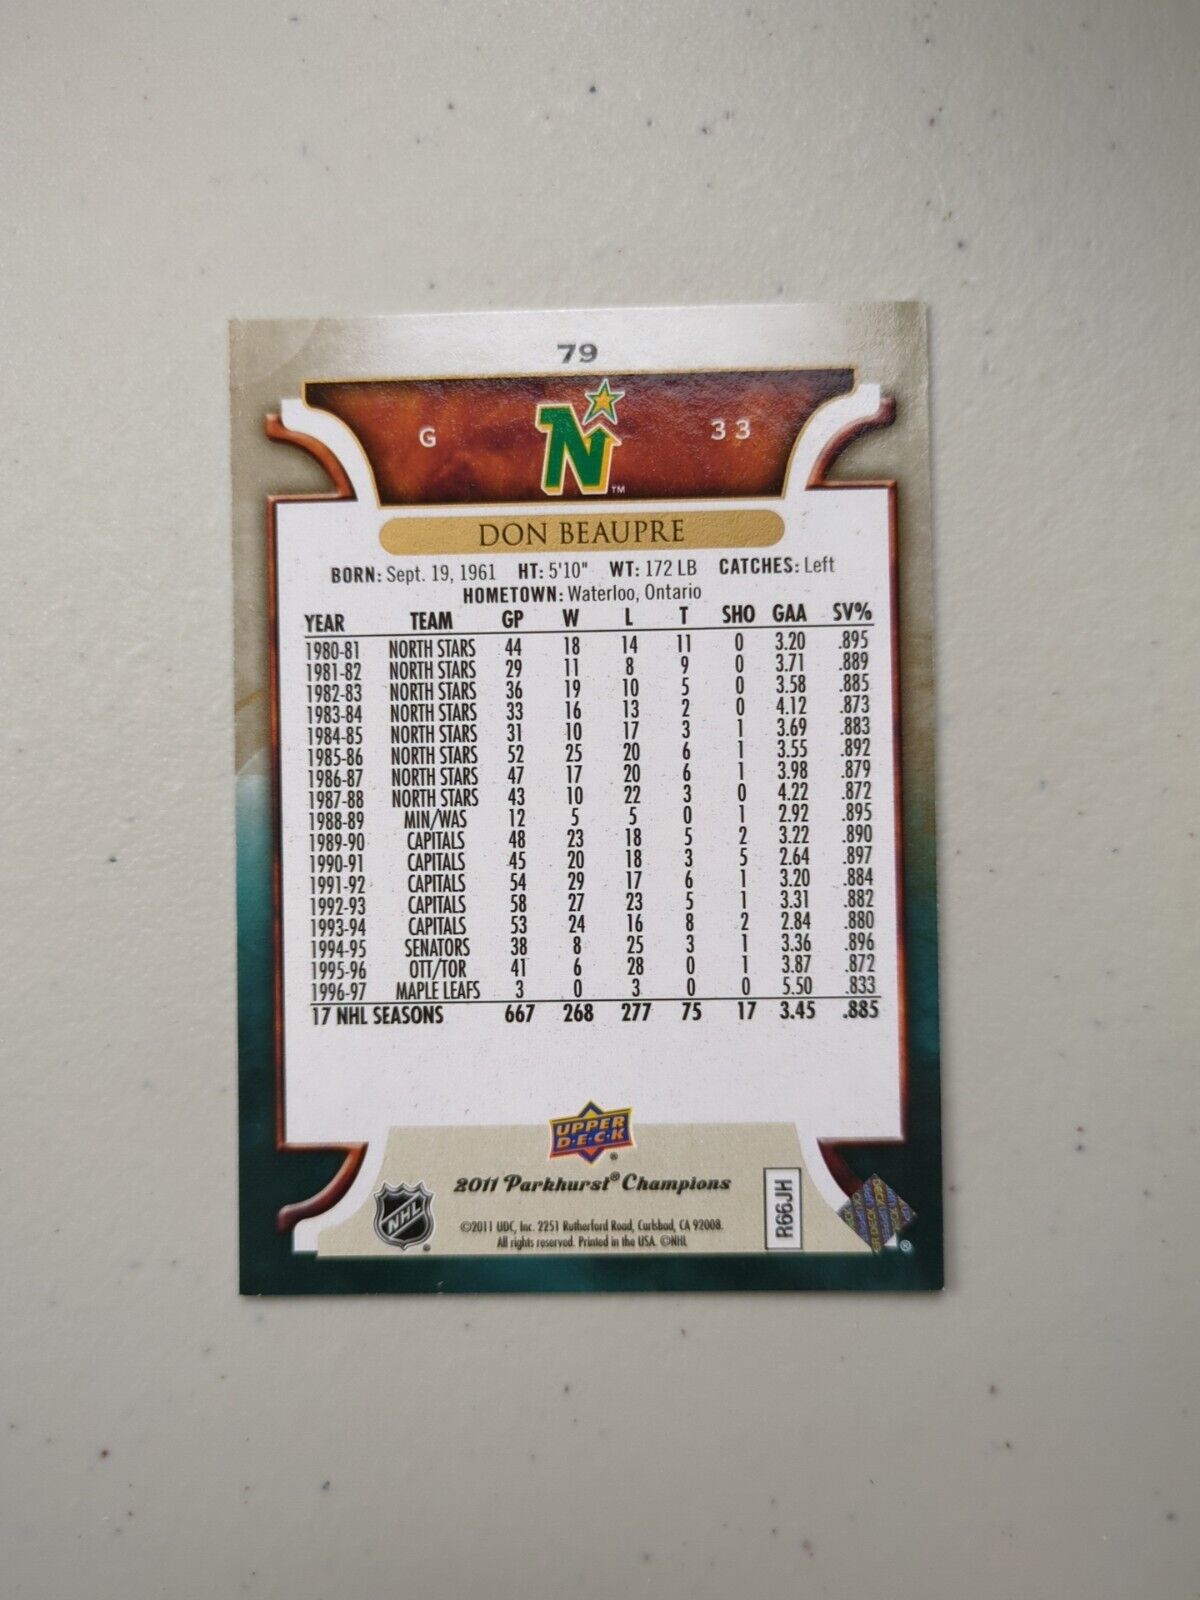 79
G N 33
TM
DON BEAUPRE
BORN: Sept. 19, 1961 HT: 5'10" WT: 172 LB CATCHES: Left
HOMETOWN: Waterloo, Ontario
YEAR TEAM GP W L T SHO GAA SV%
1980-81 NORTH STARS 44 18 14 11 0 3.20 .895
1981-82 NORTH STARS 29 11 8 9 0 3.71 .889
1982-83 NORTH STARS 36 19 10 5 0 3.58 .885
1983-84 NORTH STARS 33 16 13 2 0 4.12 .873
1984-85 NORTH STARS 31 10 17 3 1 3.69 .883
1985-86 NORTH STARS 52 25 20 6 1 3.55 .892
1986-87 NORTH STARS 47 17 20 6 1 3.98 .879
1987-88 NORTH STARS 43 10 22 3 0 4.22 .872
1988-89 MIN/WAS 12 5 5 0 1 2.92 .895
1989-90 CAPITALS 48 23 18 5 2 3.22 .890
1990-91 CAPITALS 45 20 18 3 5 2.64 .897
1991-92 CAPITALS 54 29 17 6 1 3.20 .884
1992-93 CAPITALS 58 27 23 5 1 3.31 .882
1993-94 CAPITALS 53 24 16 8 2 2.84 .880
1994-95 SENATORS 38 8 25 3 1 3.36 .896
1995-96 OTT/TOR 41 6 28 0 1 3.87 .872
1996-97 MAPLE LEAFS 3 0 3 0 0 5.50 .833
17 NHL SEASONS 667 268 277 75 17 3.45 .885
UPPER
D·E·C·K
®
2011 Parkhurst® Champions
NHL
®
©2011 UDC, Inc. 2251 Rutherford Road, Carlsbad, CA 92008.
All rights reserved. Printed in the USA. ©NHL
R66JH
®